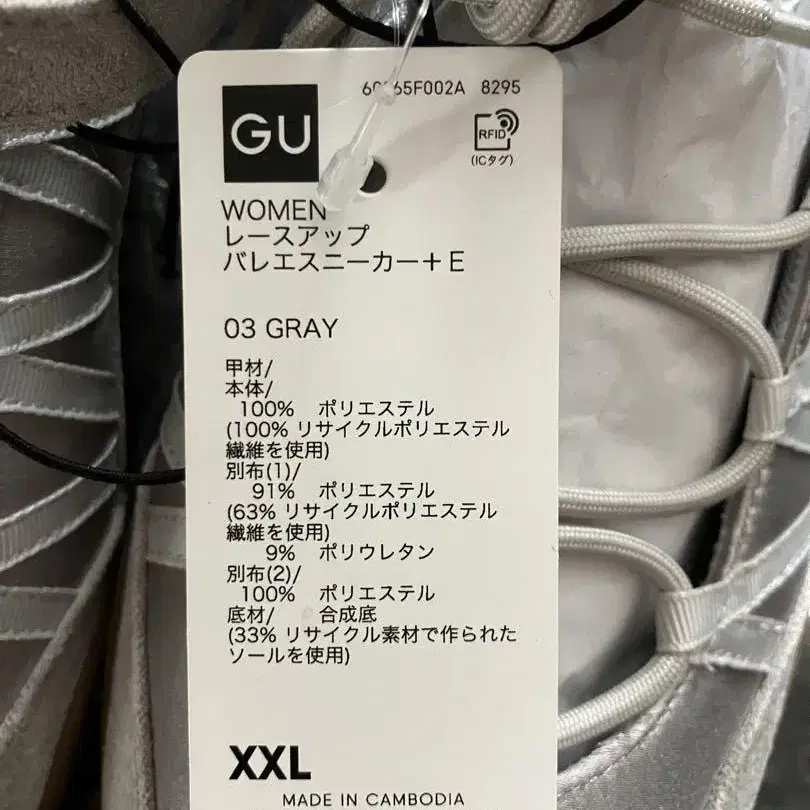 8295
GU
RFID
(ICタグ)
WOMEN
レースアップ
バレエスニーカー+E
03 GRAY
甲材/
本体/
100% ポリエステル
(100% リサイクルポリエステル
繊維を使用)
別布(1)/
91% ポリエステル
(63% リサイクルポリエステル
繊維を使用)
9% ポリウレタン
別布(2)/
100% ポリエステル
底材/ 合成底
(33% リサイクル素材で作られた
ソールを使用)
XXL
MADE IN CAMBODIA